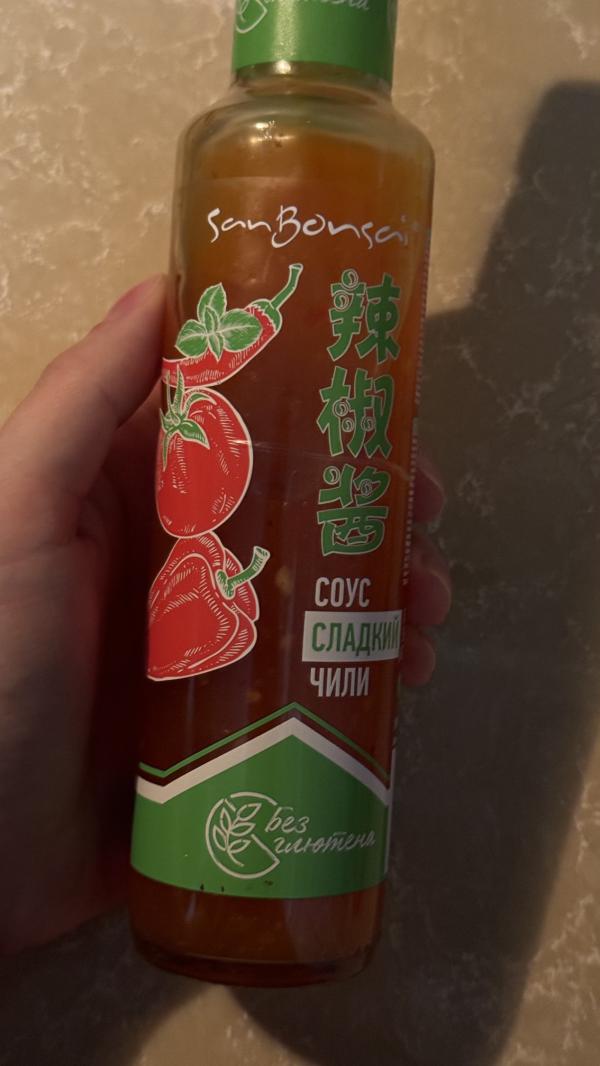 SanBonsai
辣
椒
酱
СОУС
СЛАДКИЙ
ЧИЛИ
Без
глютена